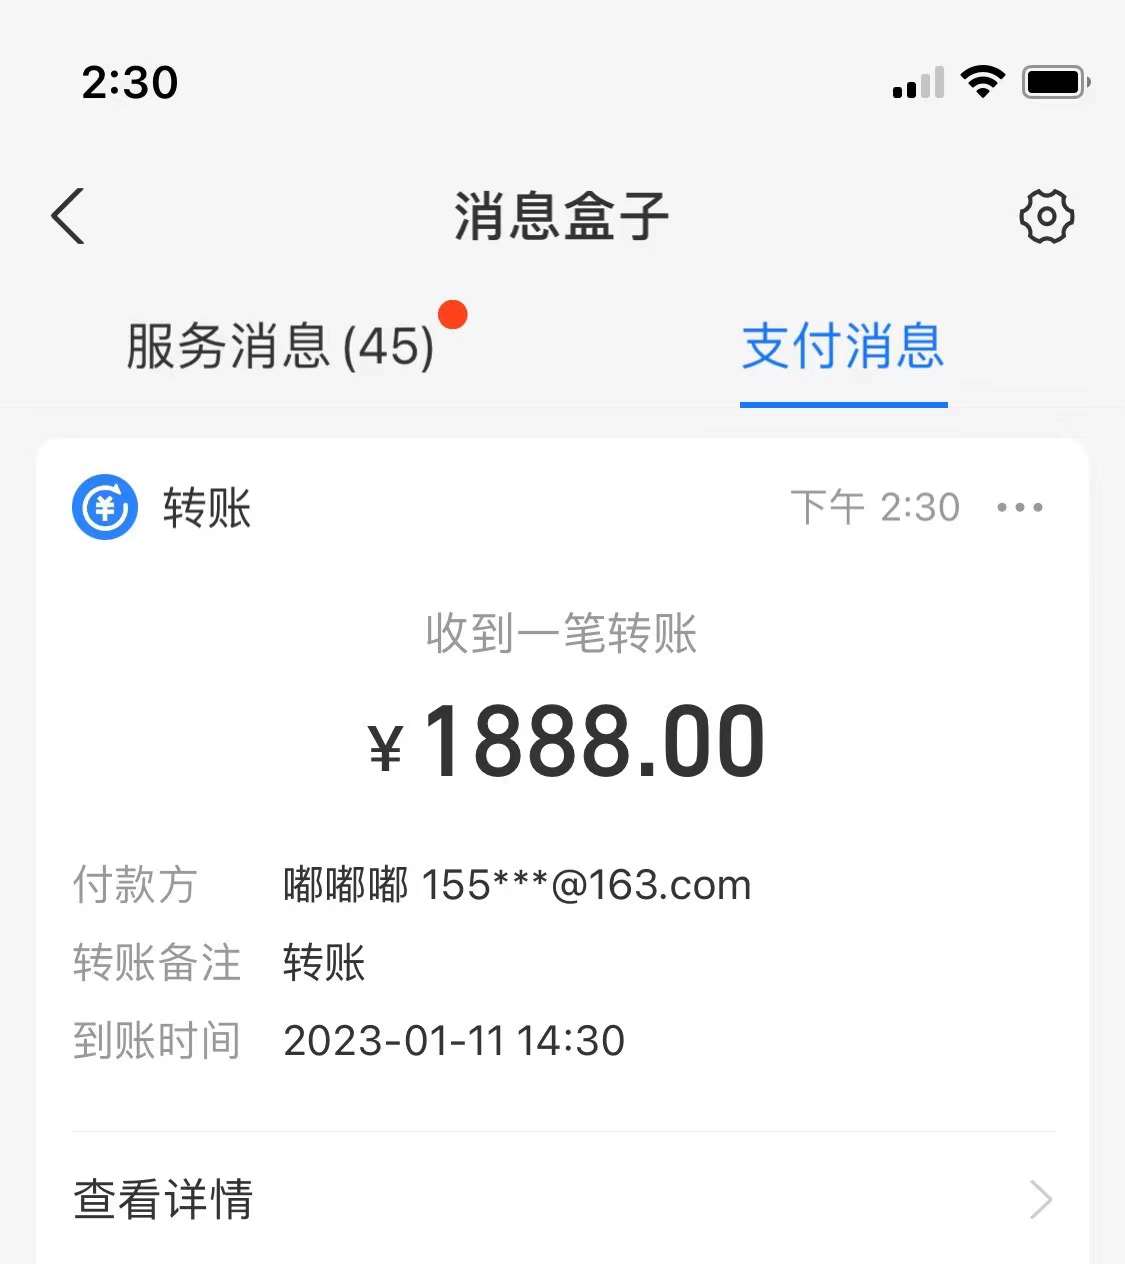 2:30
消息盒子
服务消息(45)
支付消息
转账
下午 2:30
收到一笔转账
¥1888.00
付款方 嘟嘟嘟 155***@163.com
转账备注 转账
到账时间 2023-01-11 14:30
查看详情